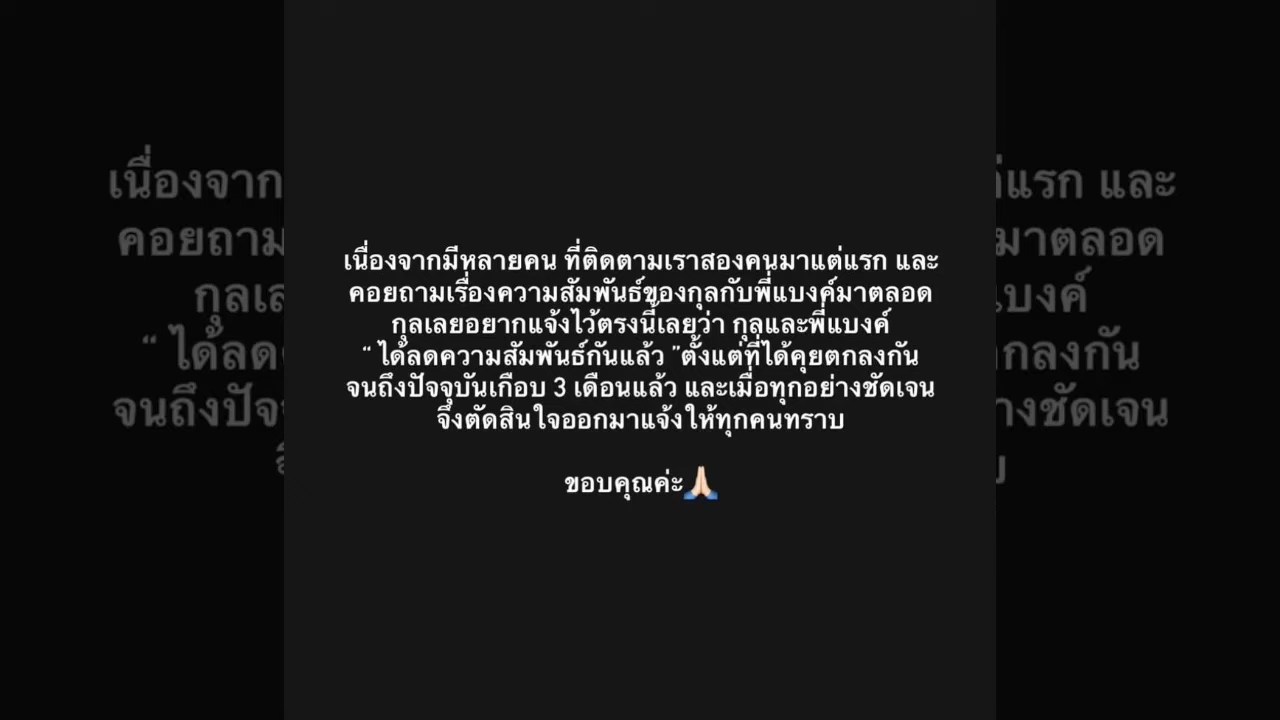 เนื่องจากมีหลายคน ที่ติดตามเราสองคนมาแต่แรก และ
คอยถามเรื่องความสัมพันธ์ของกุลกับพี่แบงค์มาตลอด
กุลเลยอยากแจ้งไว้ตรงนี้เลยว่า กุลและพี่แบงค์
“ ได้ลดความสัมพันธ์กันแล้ว ”ตั้งแต่ที่ได้คุยตกลงกัน
จนถึงปัจจุบันเกือบ 3 เดือนแล้ว และเมื่อทุกอย่างชัดเจน
จึงตัดสินใจออกมาแจ้งให้ทุกคนทราบ
ขอบคุณค่ะ🙏🏻